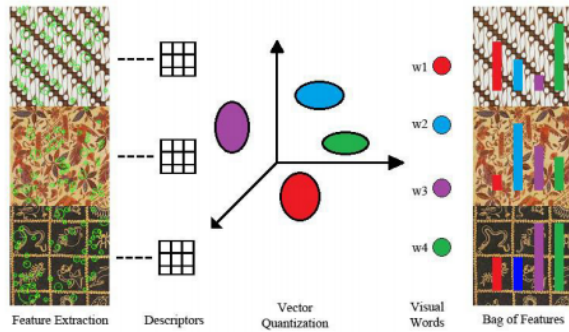 w1
w2
w3
w4
Feature Extraction
Descriptors
Vector
Quantization
Visual
Words
Bag of Features